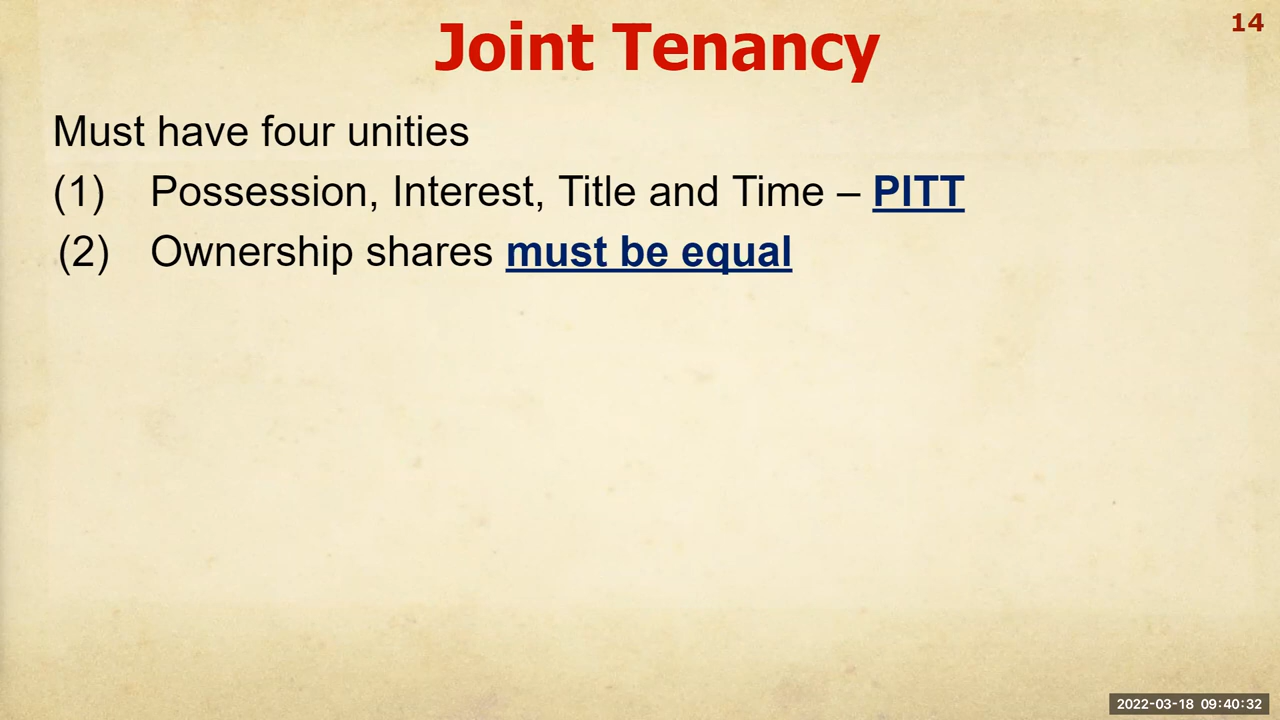 14
Joint Tenancy
Must have four unities
(1) Possession, Interest, Title and Time – PITT
(2) Ownership shares must be equal
2022-03-18 09:40:32